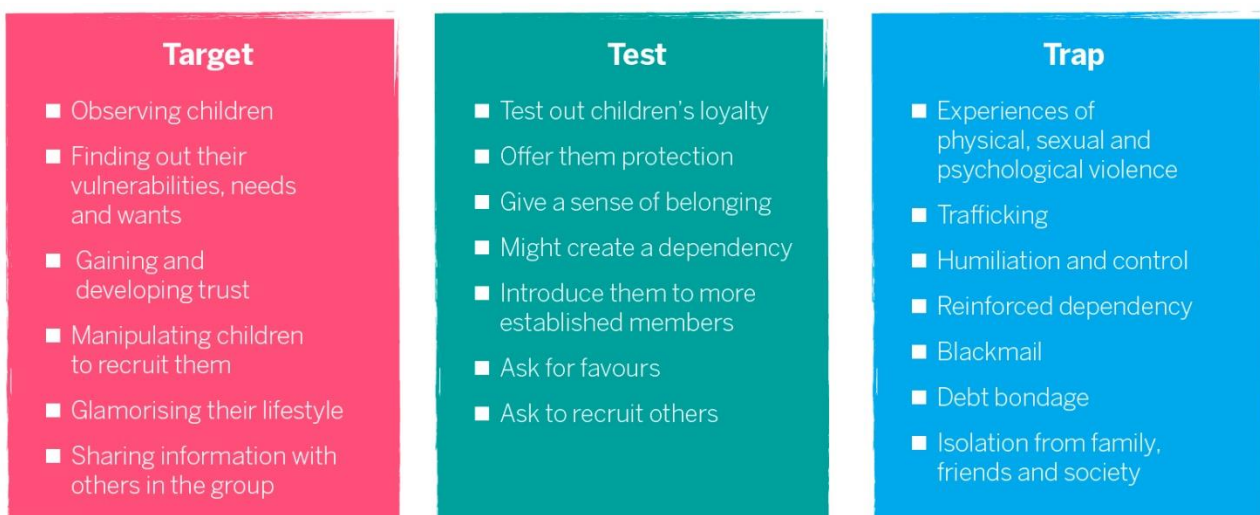 Target
■ Observing children
■ Finding out their
vulnerabilities, needs
and wants
■ Gaining and
developing trust
■ Manipulating children
to recruit them
■ Glamorising their lifestyle
■ Sharing information with
others in the group
Test
■ Test out children's loyalty
■ Offer them protection
■ Give a sense of belonging
■ Might create a dependency
■ Introduce them to more
established members
■ Ask for favours
■ Ask to recruit others
Trap
■ Experiences of
physical, sexual and
psychological violence
■ Trafficking
■ Humiliation and control
■ Reinforced dependency
■ Blackmail
■ Debt bondage
■ Isolation from family,
friends and society